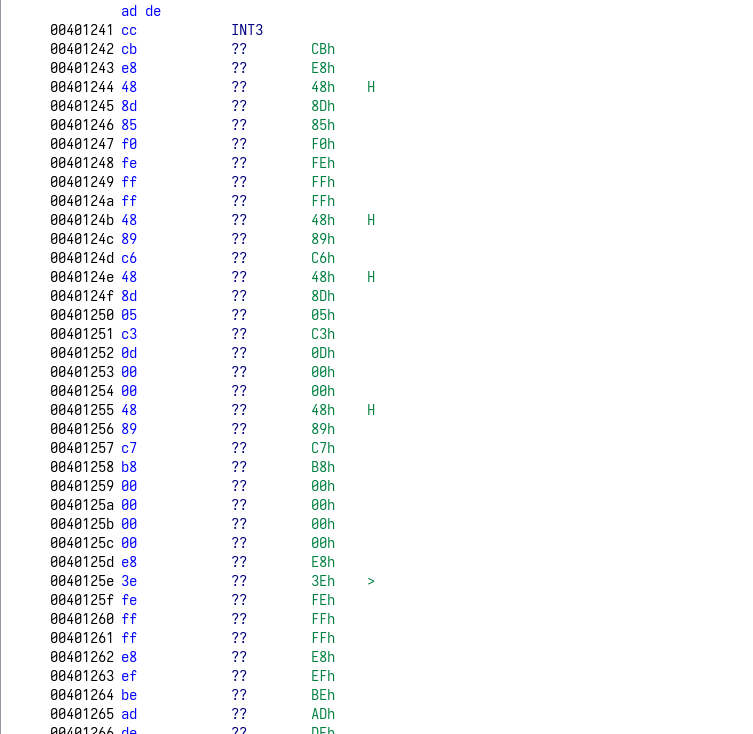 ad de
00401241 cc INT3
00401242 cb ?? CBh
00401243 e8 ?? E8h
00401244 48 ?? 48h H
00401245 8d ?? 8Dh
00401246 85 ?? 85h
00401247 f0 ?? F0h
00401248 fe ?? FEh
00401249 ff ?? FFh
0040124a ff ?? FFh
0040124b 48 ?? 48h H
0040124c 89 ?? 89h
0040124d c6 ?? C6h
0040124e 48 ?? 48h H
0040124f 8d ?? 8Dh
00401250 05 ?? 05h
00401251 c3 ?? C3h
00401252 0d ?? 0Dh
00401253 00 ?? 00h
00401254 00 ?? 00h
00401255 48 ?? 48h H
00401256 89 ?? 89h
00401257 c7 ?? C7h
00401258 b8 ?? B8h
00401259 00 ?? 00h
0040125a 00 ?? 00h
0040125b 00 ?? 00h
0040125c 00 ?? 00h
0040125d e8 ?? E8h
0040125e 3e ?? 3Eh >
0040125f fe ?? FEh
00401260 ff ?? FFh
00401261 ff ?? FFh
00401262 e8 ?? E8h
00401263 ef ?? EFh
00401264 be ?? BEh
00401265 ad ?? ADh
00401266 de ?? DEh